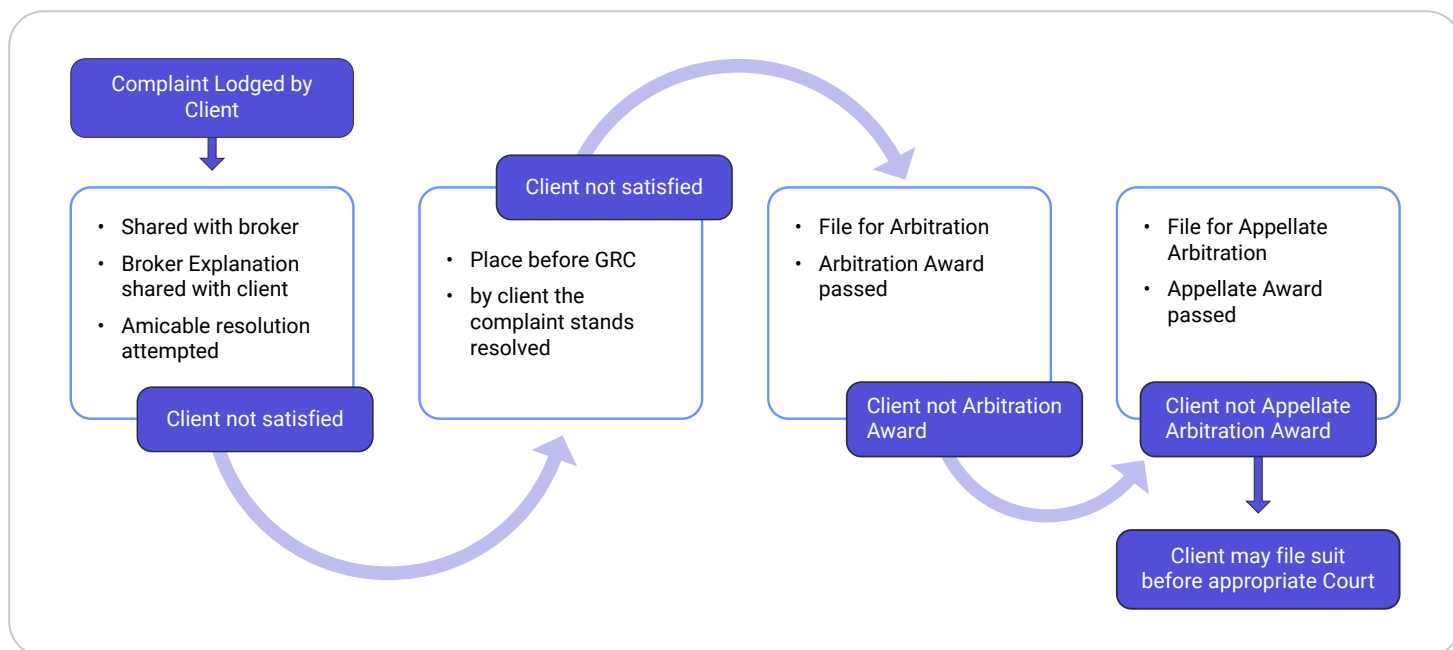 Complaint Lodged by
Client
• Shared with broker
• Broker Explanation
shared with client
• Amicable resolution
attempted
Client not satisfied
Client not satisfied
• Place before GRC
• by client the
complaint stands
resolved
• File for Arbitration
• Arbitration Award
passed
Client not Arbitration
Award
• File for Appellate
Arbitration
• Appellate Award
passed
Client not Appellate
Arbitration Award
Client may file suit
before appropriate Court